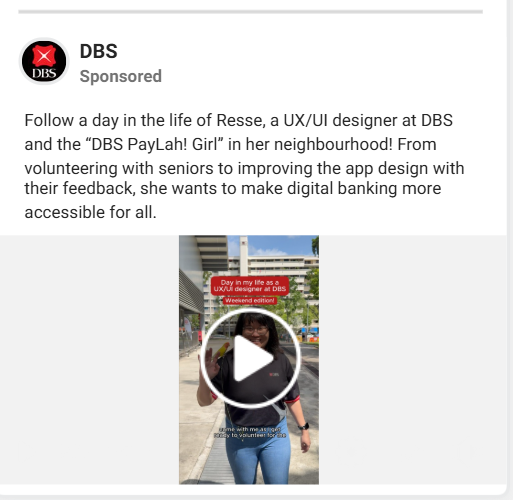 DBS
DBS
Sponsored
Follow a day in the life of Resse, a UX/UI designer at DBS
and the “DBS PayLah! Girl” in her neighbourhood! From
volunteering with seniors to improving the app design with
their feedback, she wants to make digital banking more
accessible for all.
Day in my life as a
UX/UI designer at DBS
Weekend edition!
come with me as i get
ready to volunteer for the